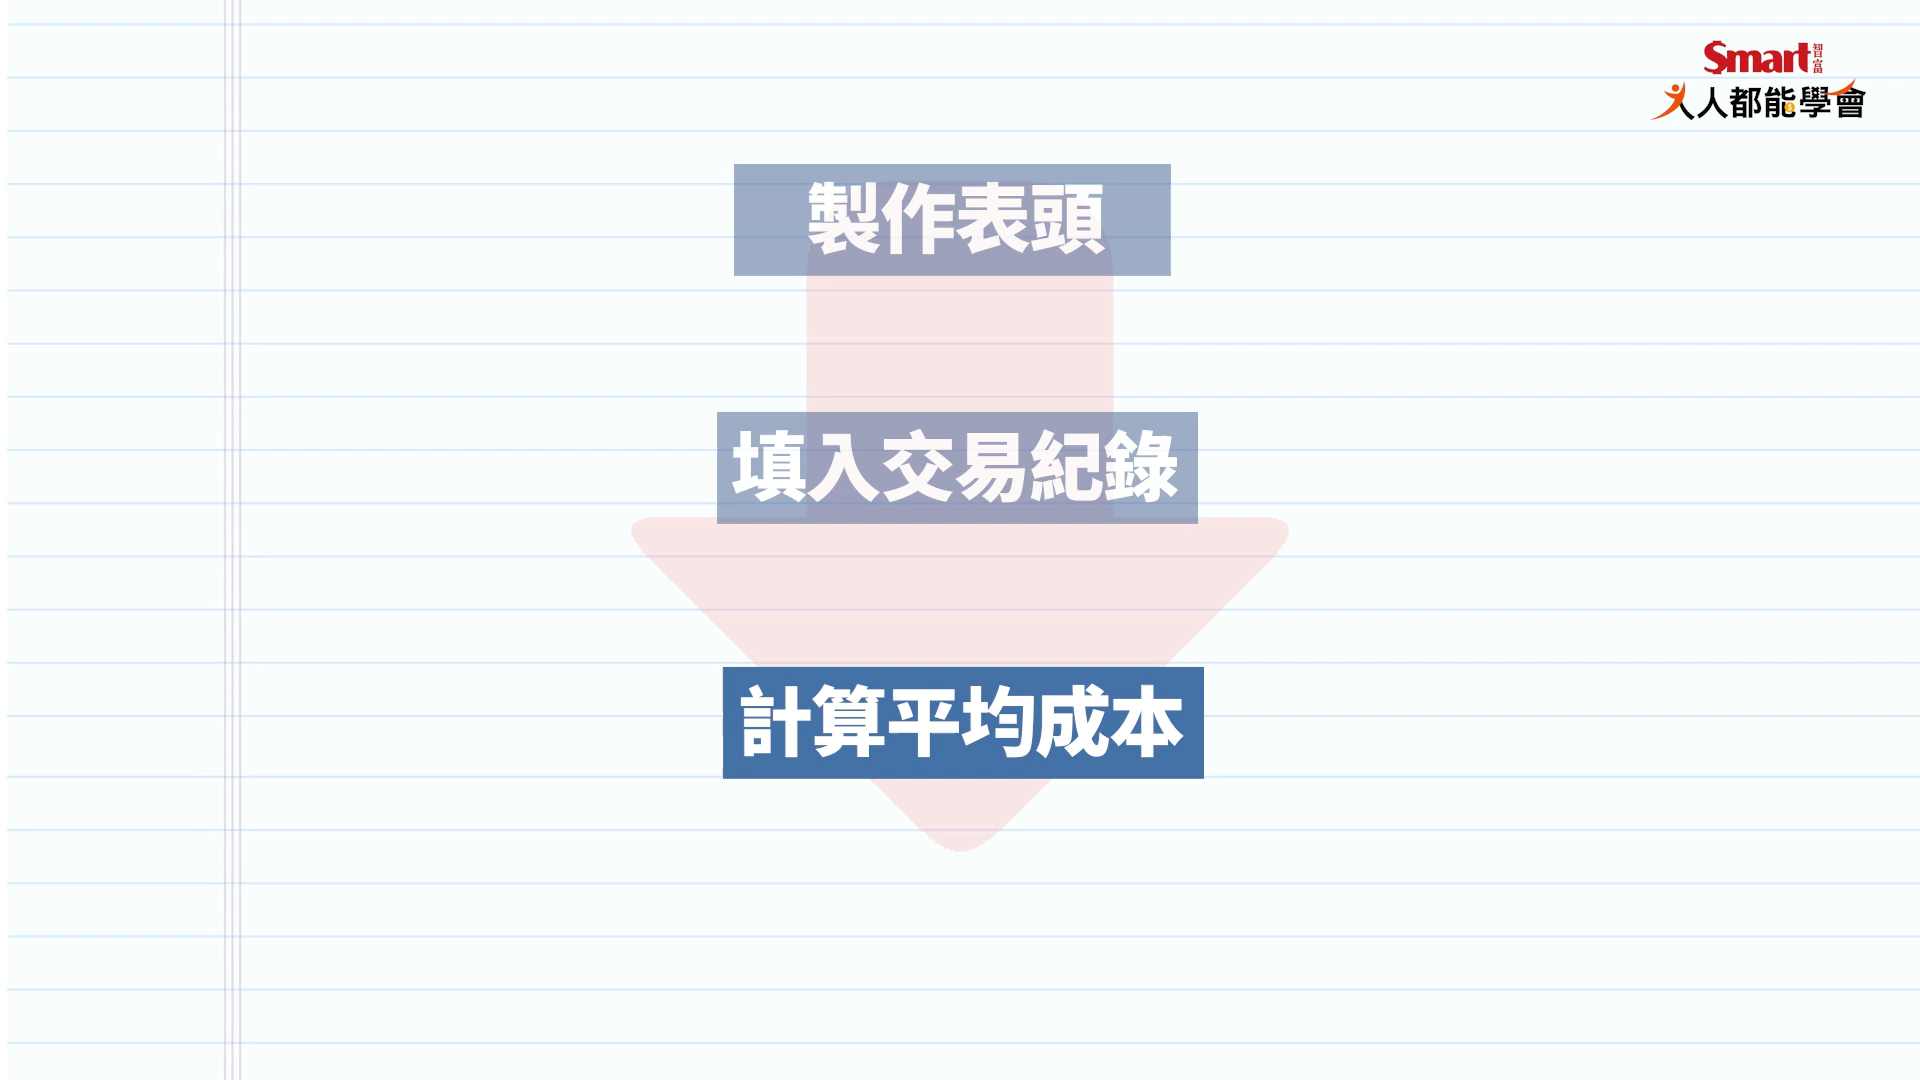 Smart智富
人人都能學會
製作表頭
填入交易紀錄
計算平均成本